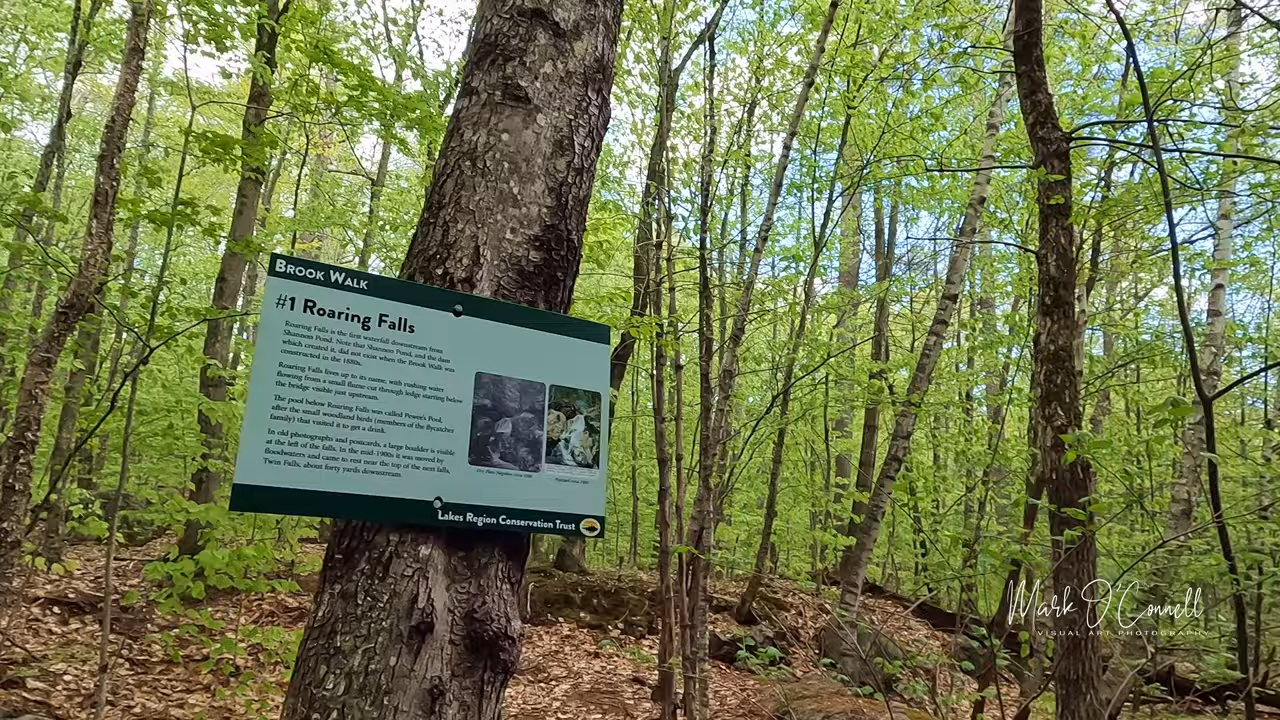 BROOK WALK
#1 Roaring Falls
Roaring Falls is the first waterfall downstream from
Shannon Pond. Note that Shannon Pond, and the dam
which created it, did not exist when the Brook Walk was
constructed in the 1880s.
Roaring Falls lives up to its name, with rushing water
flowing from a small flume cut through ledge starting below
the bridge visible just upstream.
The pool below Roaring Falls was called Pewee's Pool,
after the small woodland birds (members of the flycatcher
family) that visited it to get a drink.
In old photographs and postcards, a large boulder is visible
at the left of the falls. In the mid-1900s it was moved by
floodwaters and came to rest near the top of the next falls,
Twin Falls, about forty yards downstream.
Lakes Region Conservation Trust
Mark O'Connell
VISUAL ART PHOTOGRAPHY